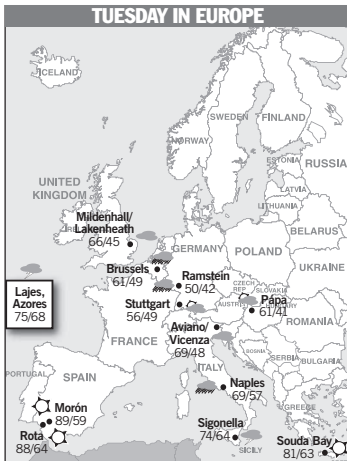 TUESDAY IN EUROPE
ICELAND
SWEDEN
FINLAND
NORWAY
ESTONIA
RUSSIA
LATVIA
LITHUANIA
UNITED
KINGDOM
Mildenhall/
Lakenheath
66/45
BELARUS
GERMANY
POLAND
Brussels
61/49
Ramstein
50/42
UKRAINE
CZECH
REP.
SLOVAKIA
Lajes,
Azores
75/68
Stuttgart
56/49
AUSTRIA
HUNGARY
Pápa
61/41
FRANCE
Aviano/
Vicenza
69/48
ROMANIA
BOSNIA
SERBIA
BULGARIA
ITALY
PORTUGAL
SPAIN
Morón
89/59
Naples
69/57
GREECE
Rota
88/64
Sigonella
74/64
SICILY
Souda Bay
81/63